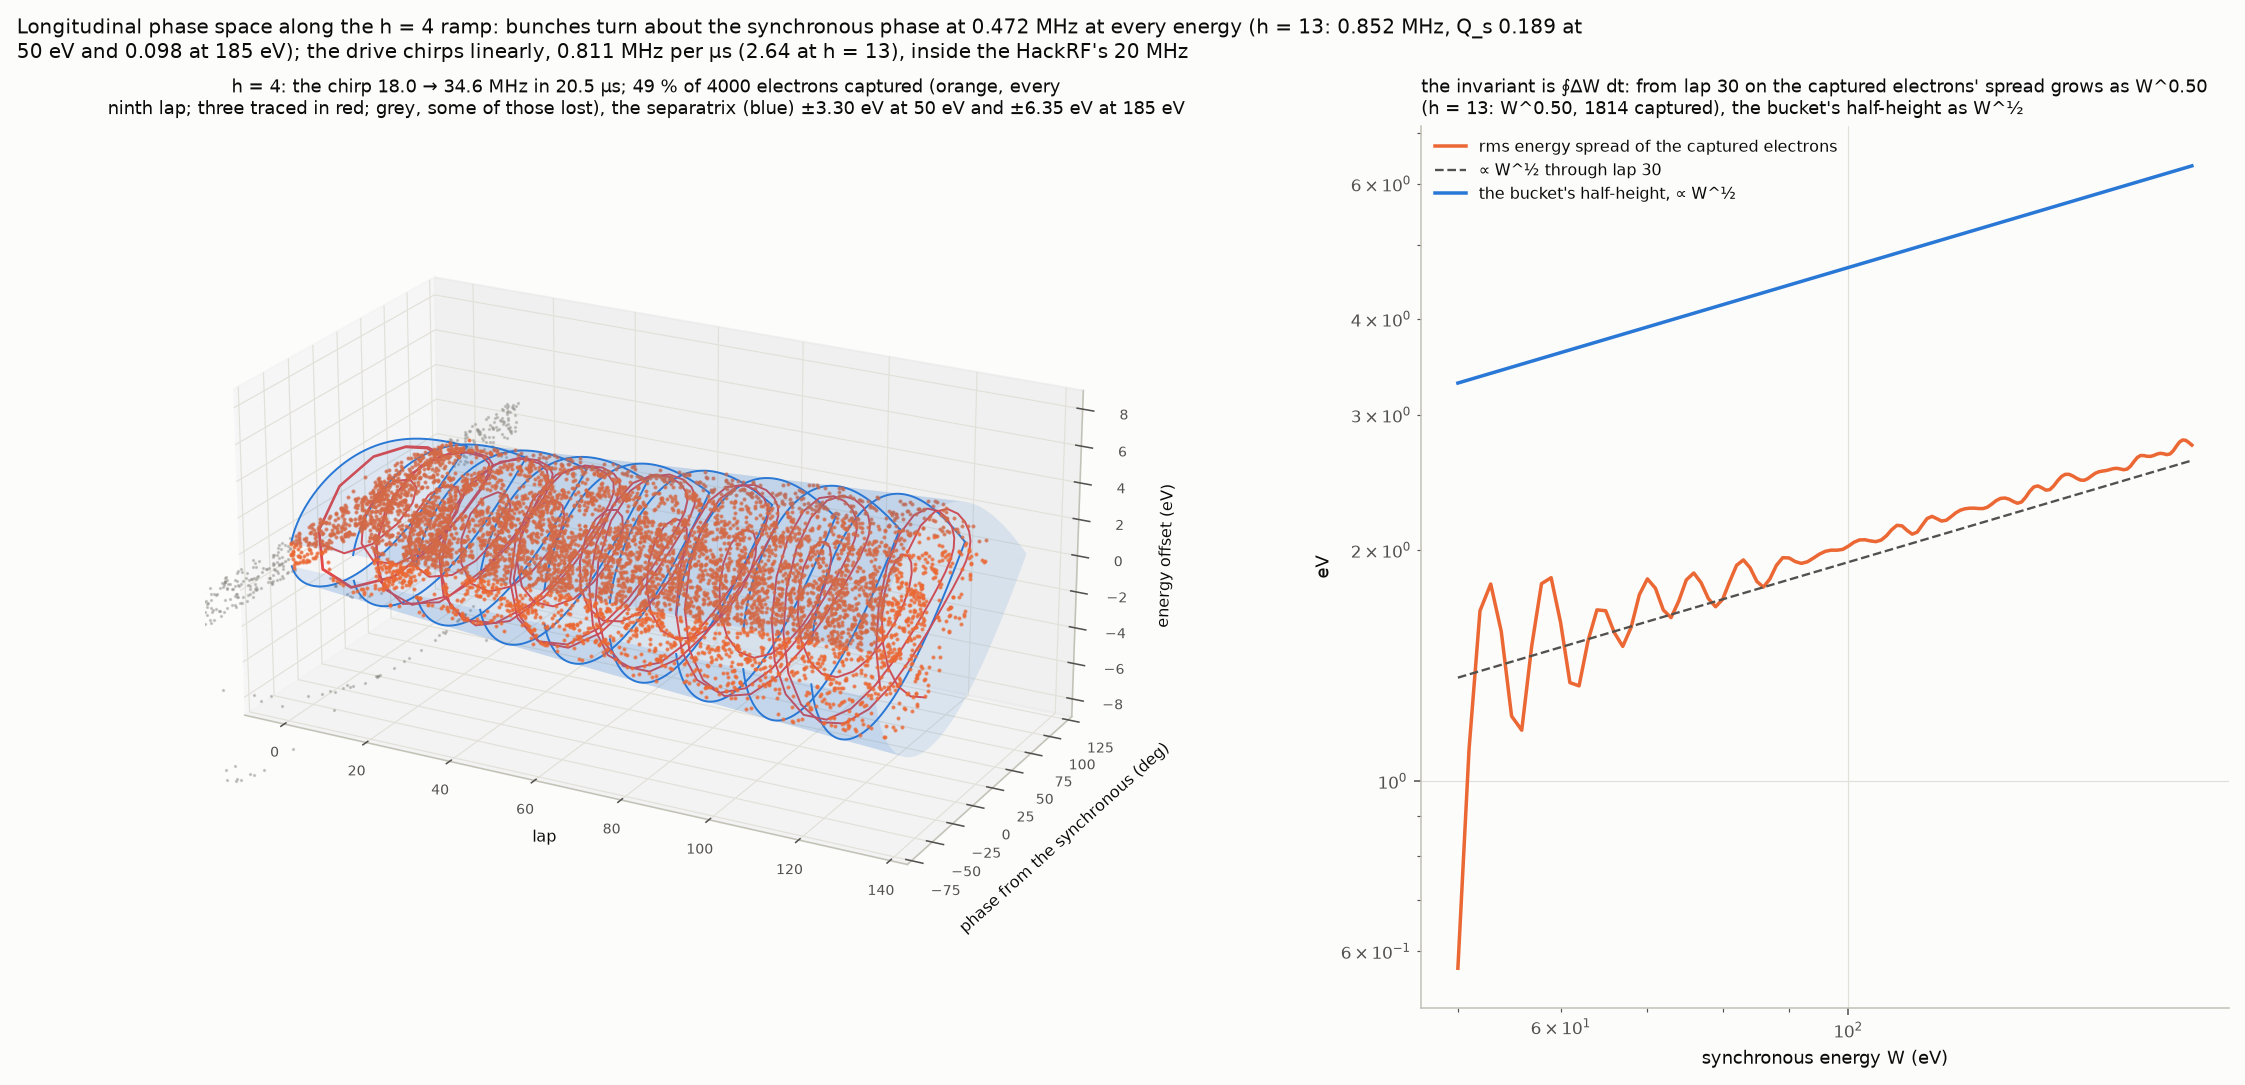 Longitudinal phase space along the h = 4 ramp: bunches turn about the synchronous phase at 0.472 MHz at every energy (h = 13: 0.852 MHz, Q_s 0.189 at
50 eV and 0.098 at 185 eV); the drive chirps linearly, 0.811 MHz per µs (2.64 at h = 13), inside the HackRF's 20 MHz
h = 4: the chirp 18.0 → 34.6 MHz in 20.5 µs; 49 % of 4000 electrons captured (orange, every
ninth lap; three traced in red; grey, some of those lost), the separatrix (blue) ±3.30 eV at 50 eV and ±6.35 eV at 185 eV
8
6
4
2
0
−2
−4
−6
−8
energy offset (eV)
0
20
40
60
80
100
120
140
lap
125
100
75
50
25
0
−25
−50
−75
phase from the synchronous (deg)
the invariant is ∮ΔW dt: from lap 30 on the captured electrons' spread grows as W^0.50
(h = 13: W^0.50, 1814 captured), the bucket's half-height as W^½
rms energy spread of the captured electrons
∝ W^½ through lap 30
the bucket's half-height, ∝ W^½
6 × 10⁰
4 × 10⁰
3 × 10⁰
2 × 10⁰
10⁰
6 × 10⁻¹
eV
6 × 10¹
10²
synchronous energy W (eV)